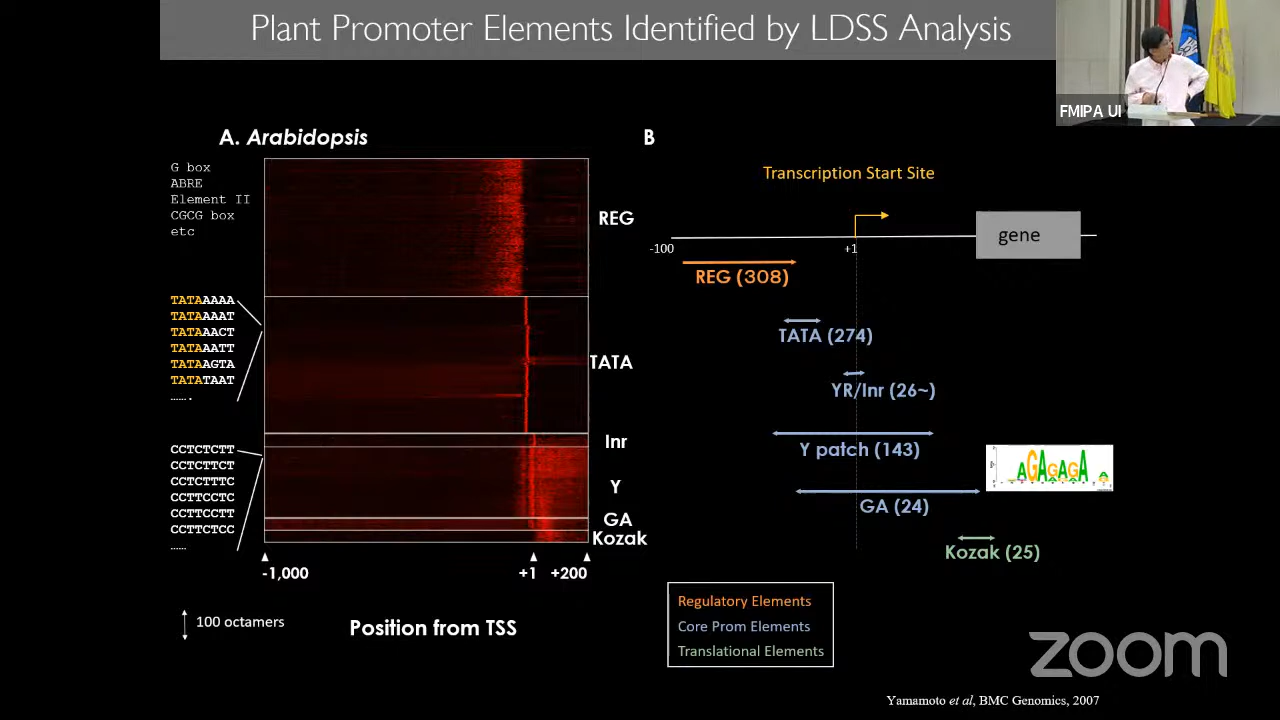 Plant Promoter Elements Identified by LDSS Analysis
FMIPA UI
A. Arabidopsis
G box
ABRE
Element II
CGCG box
etc
TATAAAAA
TATAAAAT
TATAAACT
TATAAATT
TATAAGTA
TATATAAT
.......
CCTCTCTT
CCTCTTCT
CCTCTTTC
CCTTCCTC
CCTTCCTT
CCTTCTCC
......
REG
TATA
Inr
Y
GA
Kozak
-1,000
+1
+200
100 octamers
Position from TSS
B
Transcription Start Site
-100
+1
gene
REG (308)
TATA (274)
YR/Inr (26~)
Y patch (143)
AGAGAGA
GA (24)
Kozak (25)
Regulatory Elements
Core Prom Elements
Translational Elements
zoom
Yamamoto et al, BMC Genomics, 2007